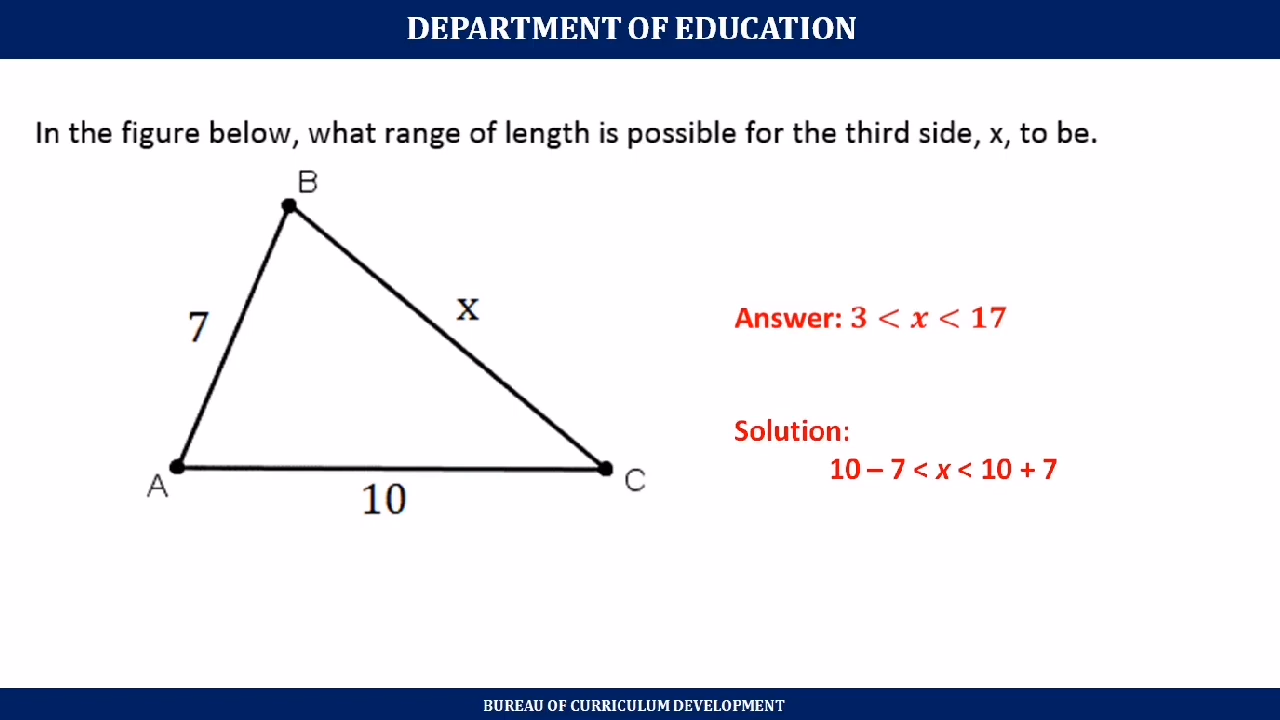 DEPARTMENT OF EDUCATION
In the figure below, what range of length is possible for the third side, x, to be.
B
7
x
A
10
C
Answer: 3 < x < 17
Solution:
10 – 7 < x < 10 + 7
BUREAU OF CURRICULUM DEVELOPMENT